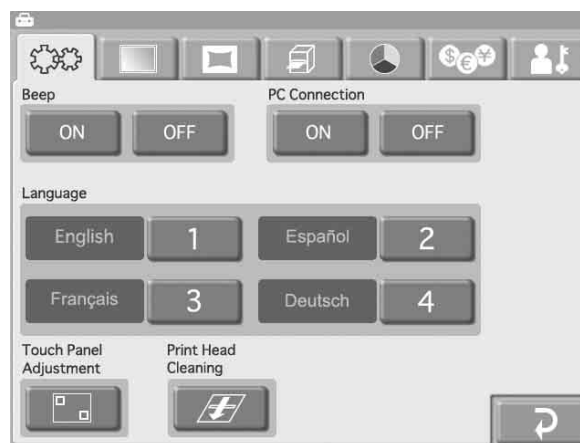 $ € ¥
Beep
PC Connection
ON OFF ON OFF
Language
English 1 Español 2
Français 3 Deutsch 4
Touch Panel
Adjustment
Print Head
Cleaning